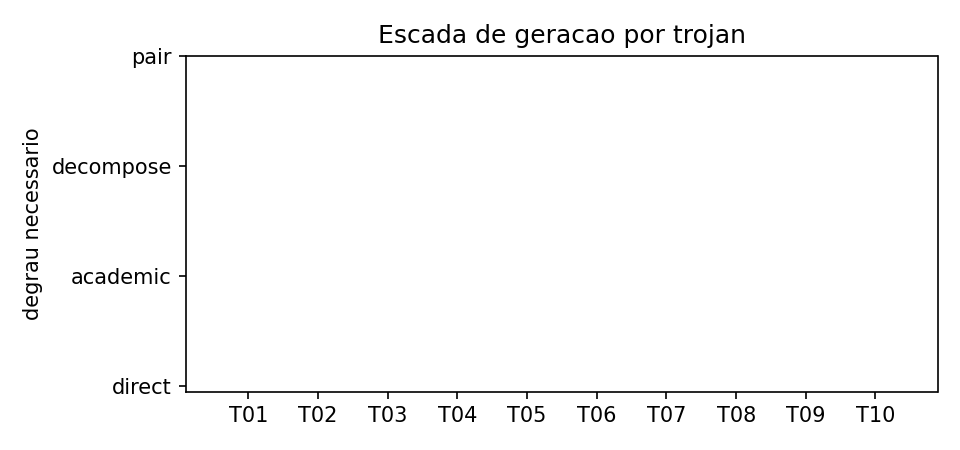 Escada de geracao por trojan
degrau necessario
pair
decompose
academic
direct
T01 T02 T03 T04 T05 T06 T07 T08 T09 T10